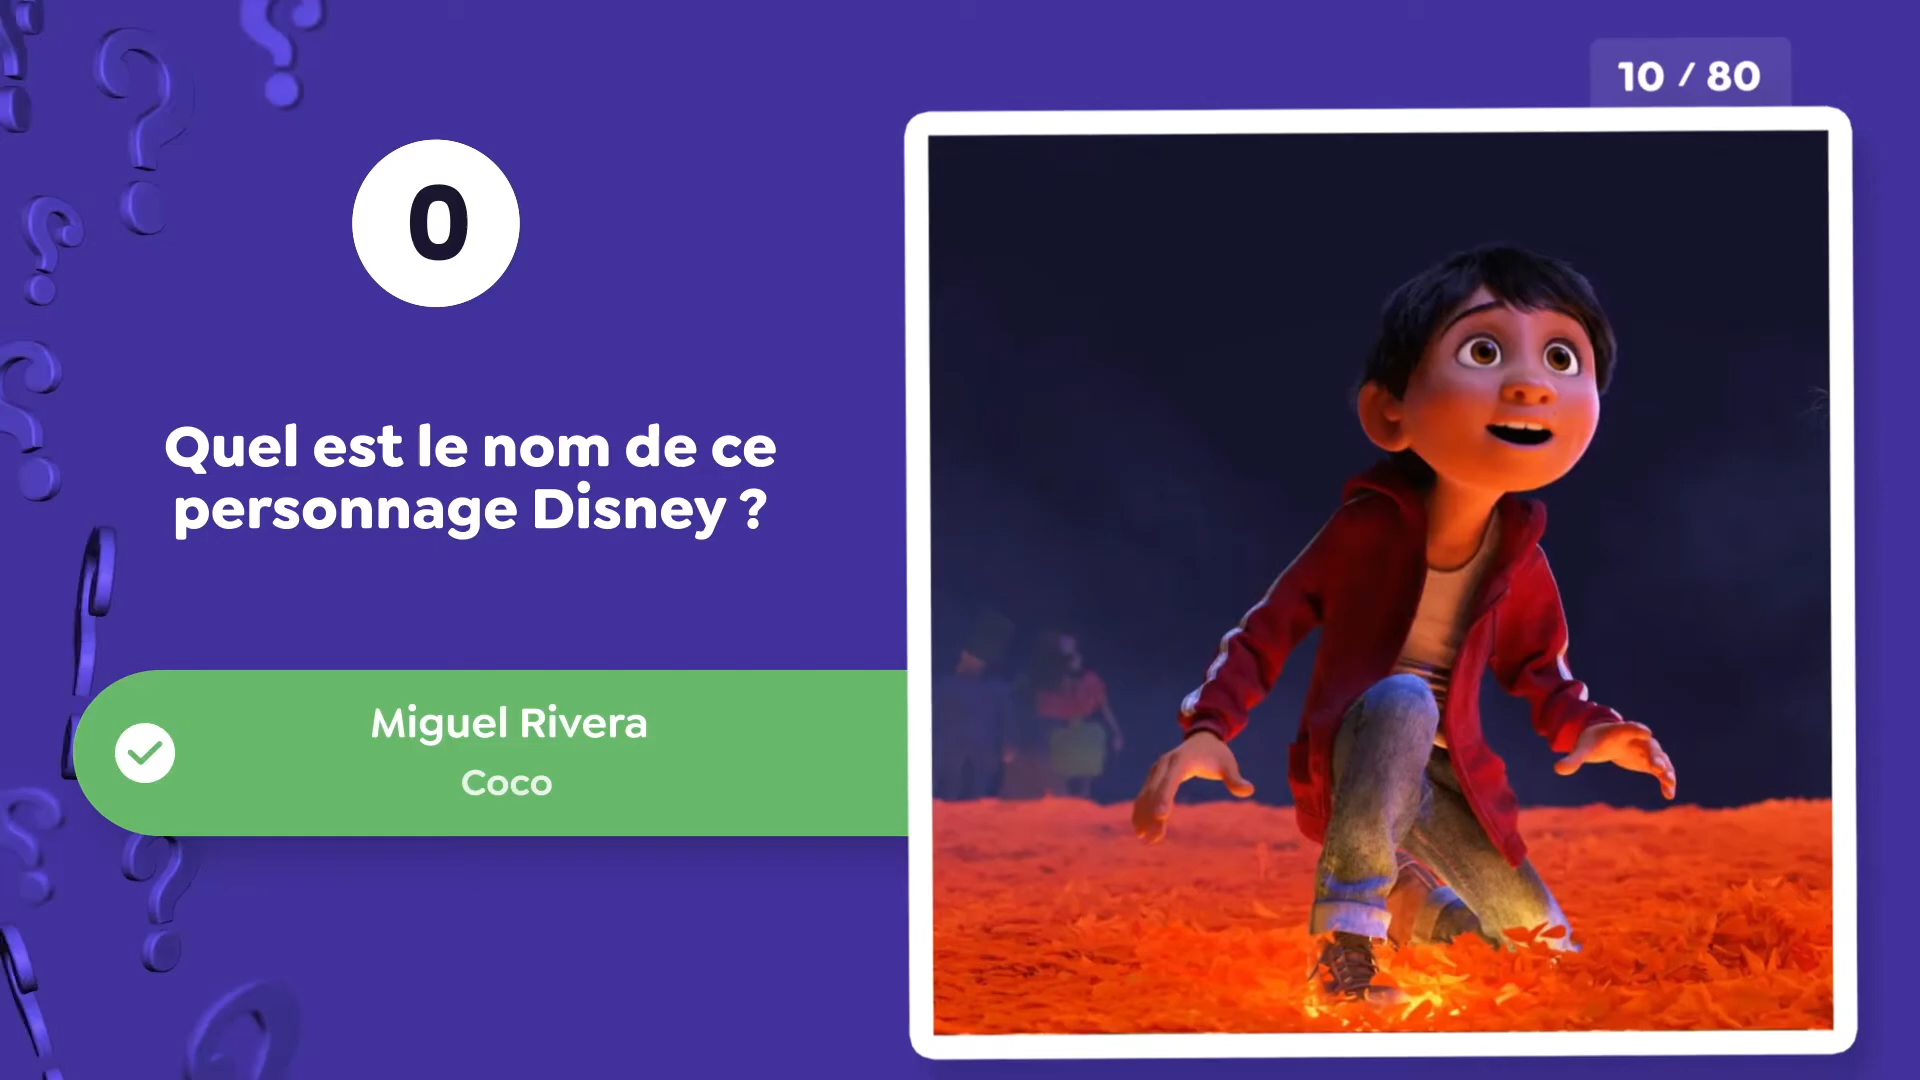 10 / 80
0
Quel est le nom de ce
personnage Disney ?
Miguel Rivera
Coco